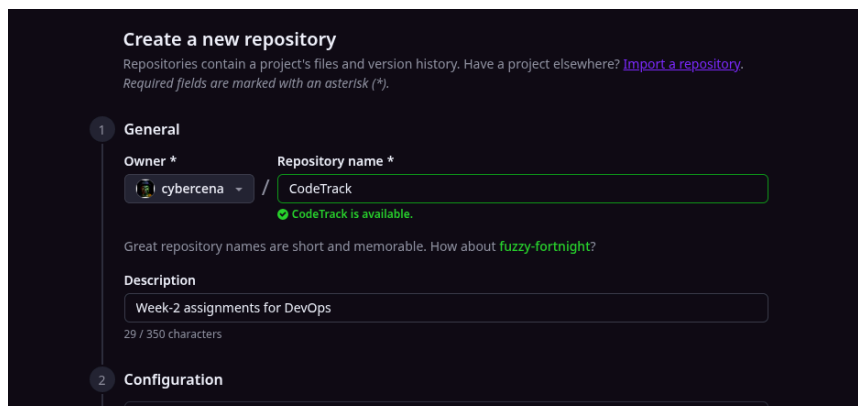 Create a new repository
Repositories contain a project's files and version history. Have a project elsewhere? Import a repository.
Required fields are marked with an asterisk (*).
1 General
Owner * Repository name *
cybercena / CodeTrack
CodeTrack is available.
Great repository names are short and memorable. How about fuzzy-fortnight?
Description
Week-2 assignments for DevOps
29 / 350 characters
2 Configuration